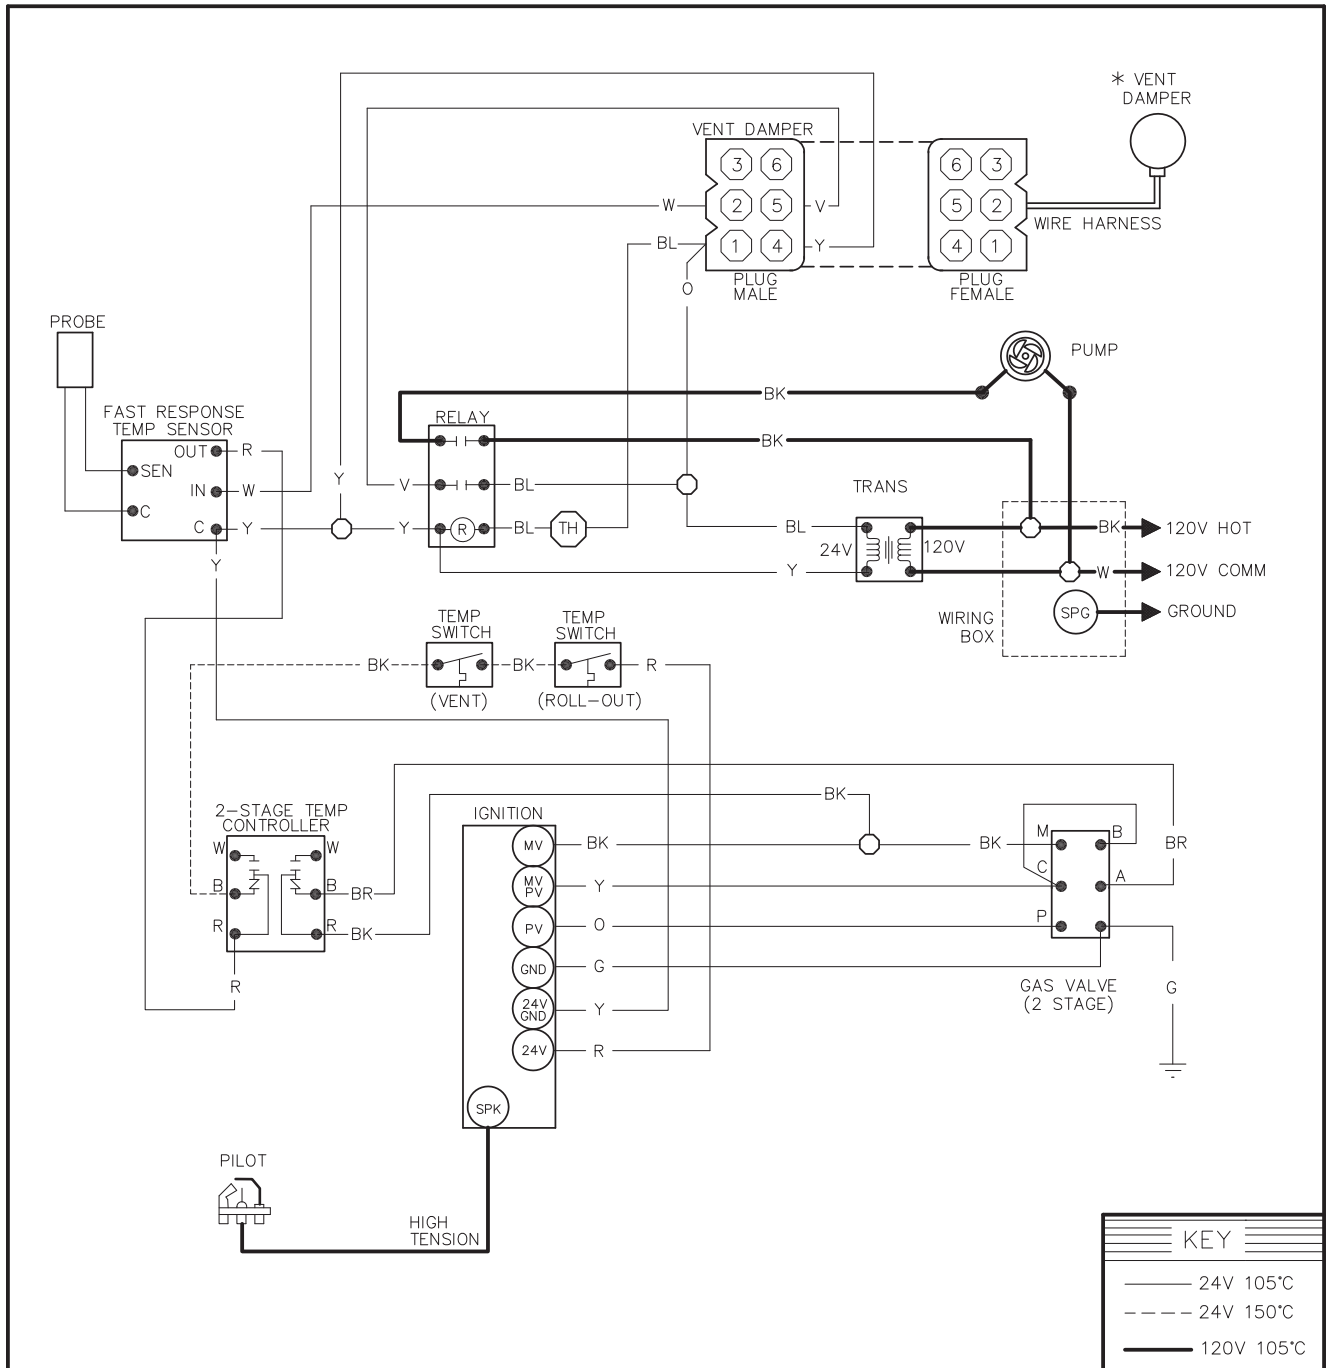 * VENT
DAMPER
VENT DAMPER
3 6
6 3
W
2 5
V
5 2
WIRE HARNESS
BL
1 4
Y
4 1
PLUG
MALE
PLUG
FEMALE
O
PROBE
PUMP
BK
FAST RESPONSE
TEMP SENSOR
RELAY
OUT
R
BK
SEN
Y
IN
W
V
BL
TRANS
C
C
Y
Y
R
BL
TH
BL
24V
120V
BK
120V HOT
Y
Y
W
120V COMM
WIRING
BOX
SPG
GROUND
TEMP
SWITCH
TEMP
SWITCH
BK
BK
R
(VENT)
(ROLL-OUT)
2-STAGE TEMP
CONTROLLER
BK
IGNITION
W
W
MV
BK
BK
M
B
BR
B
B
BR
MV
PV
Y
C
A
R
R
BK
PV
O
P
GND
G
R
24V
GND
Y
GAS VALVE
(2 STAGE)
G
24V
R
SPK
PILOT
HIGH
TENSION
KEY
24V 105°C
24V 150°C
120V 105°C